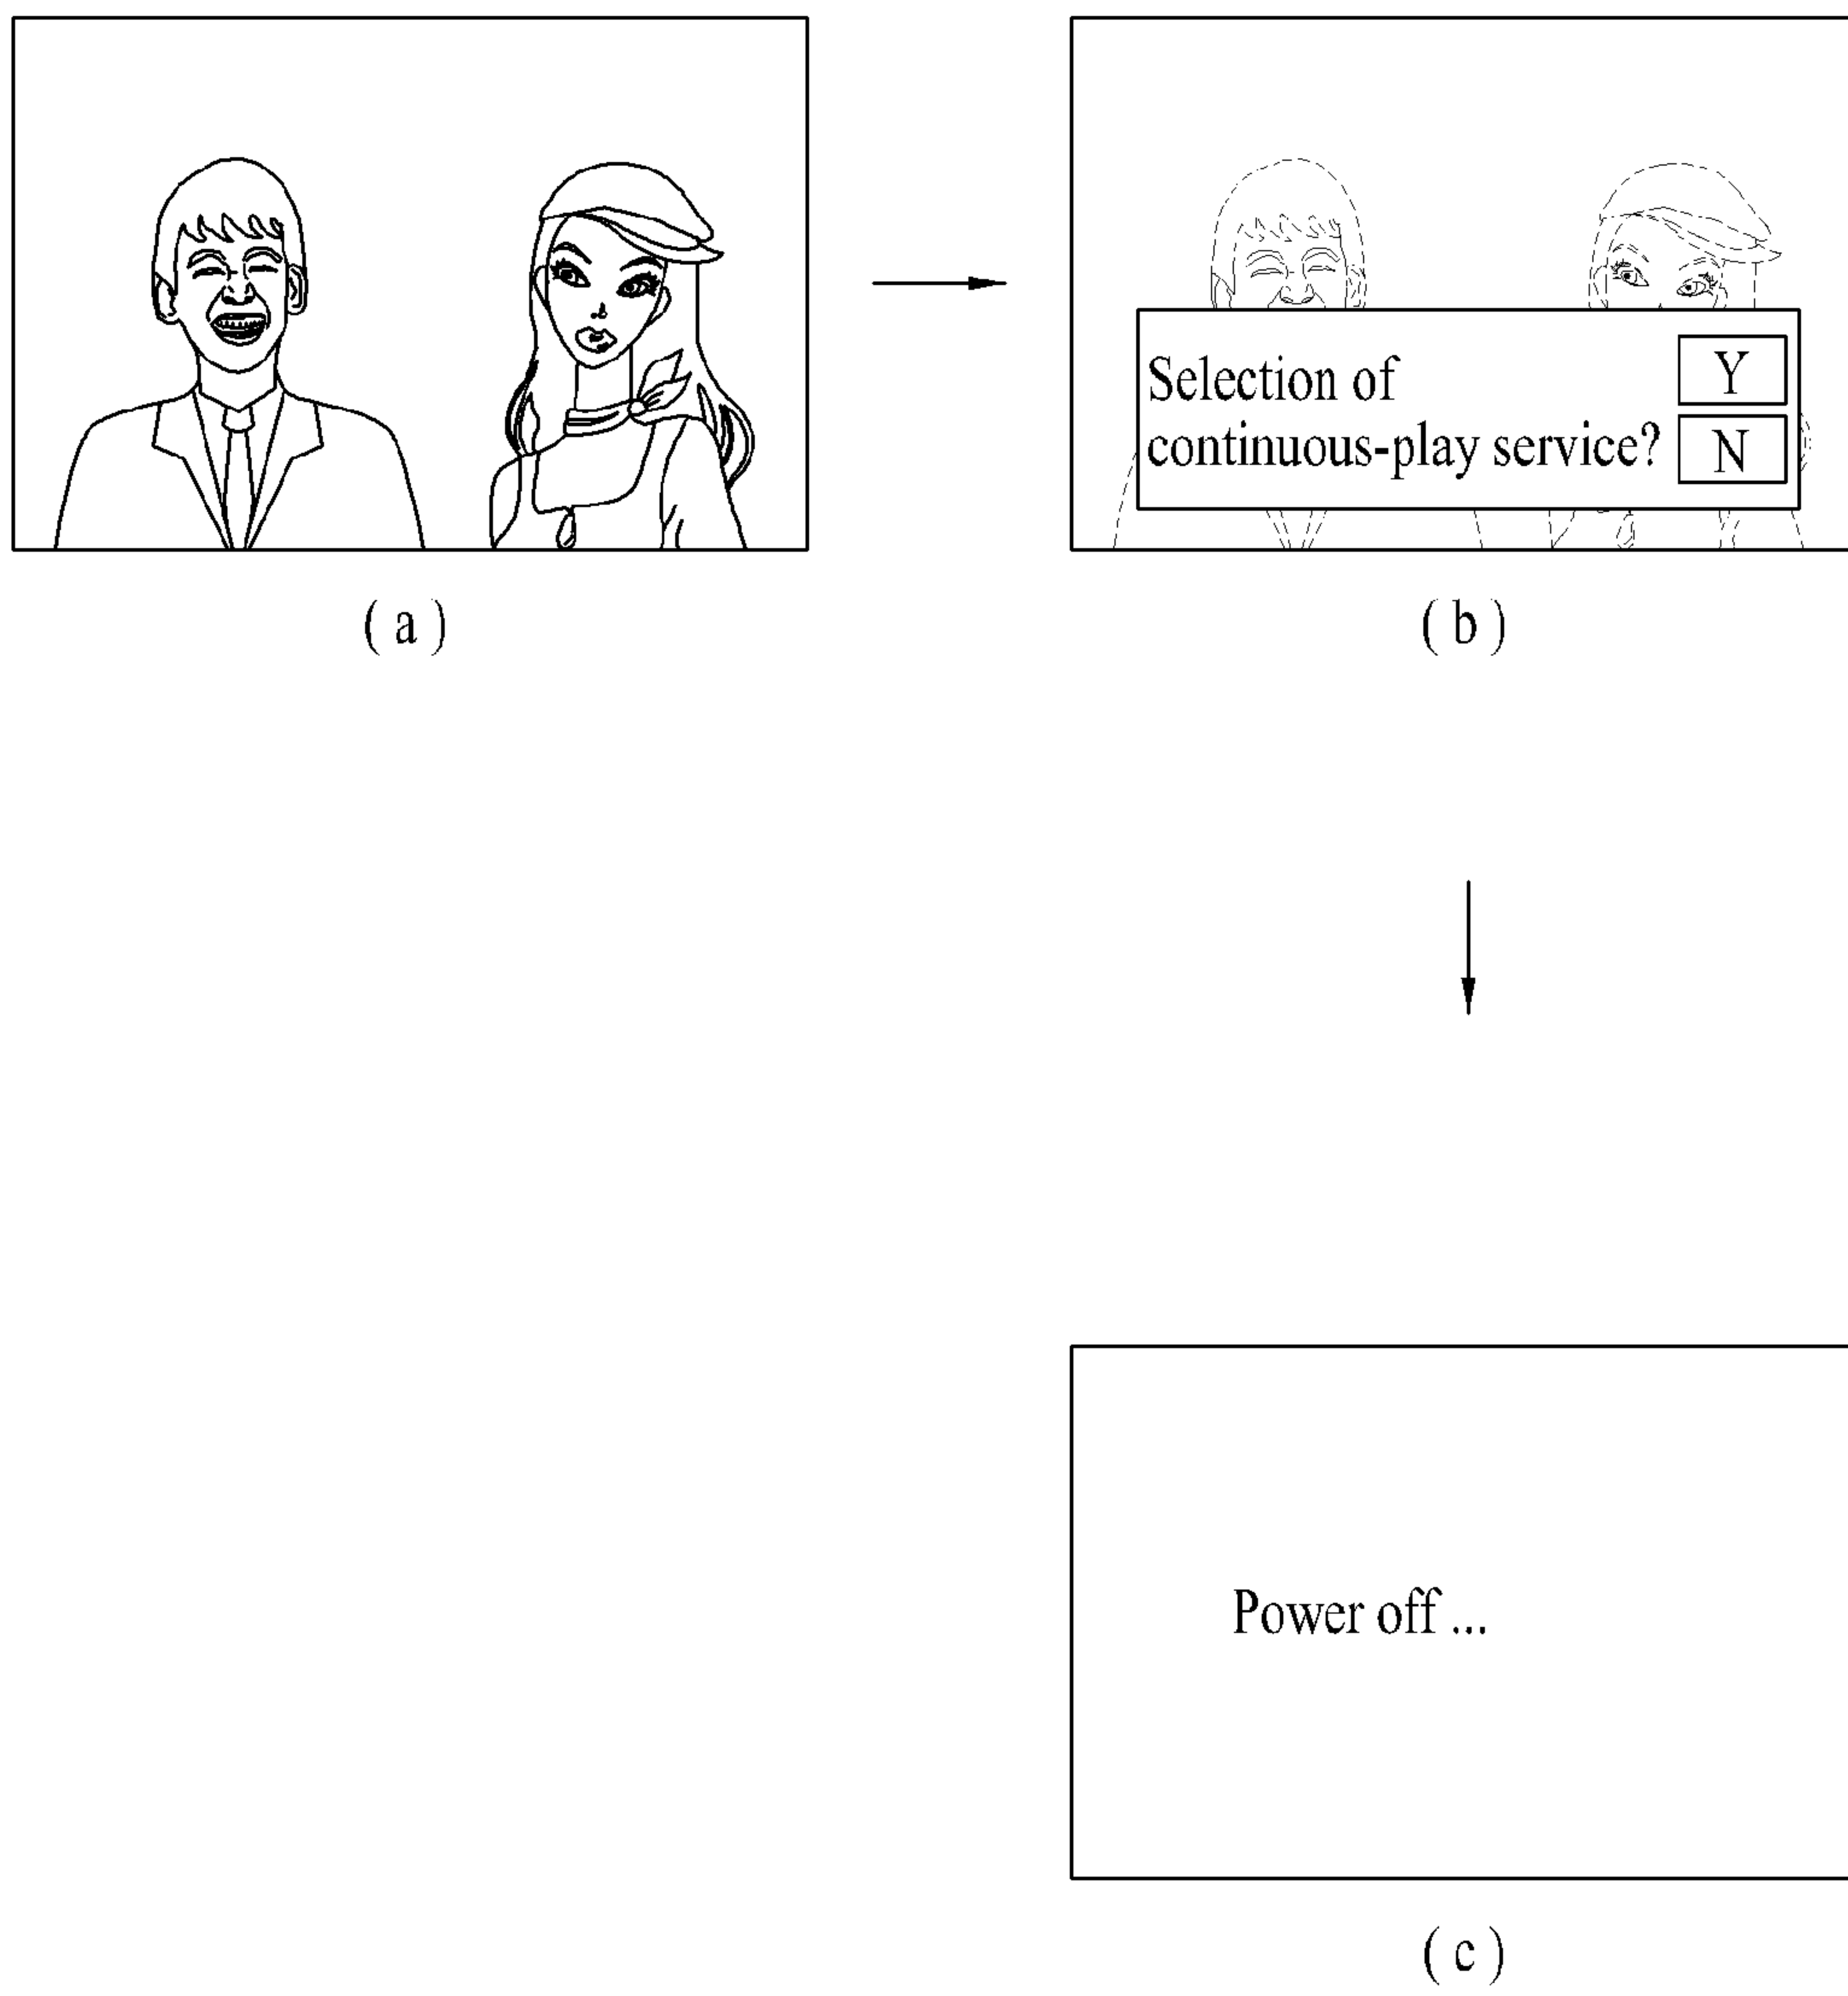 ( a )
Selection of
continuous-play service?
Y
N
( b )
Power off ...
( c )